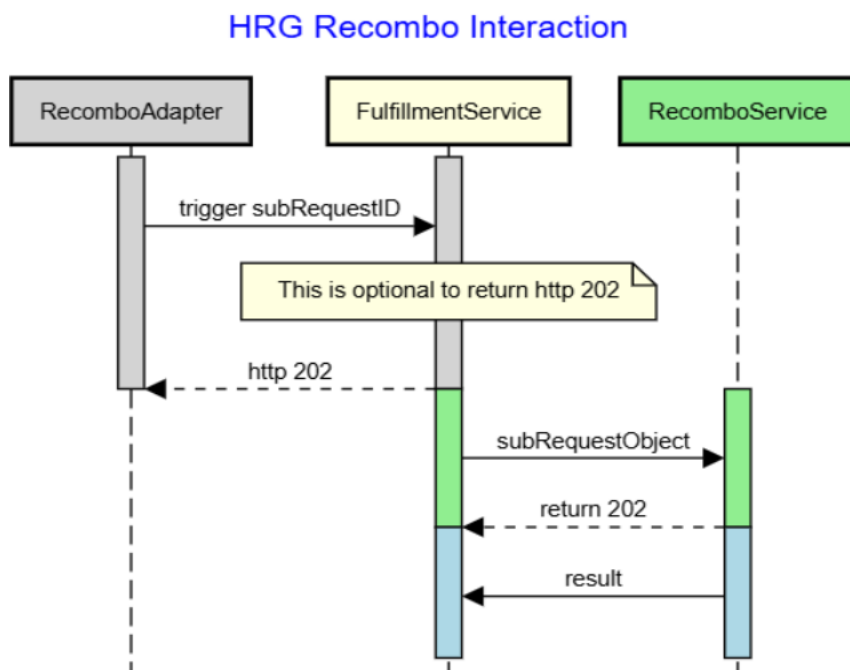 HRG Recombo Interaction
RecomboAdapter
FulfillmentService
RecomboService
trigger subRequestID
This is optional to return http 202
http 202
subRequestObject
return 202
result